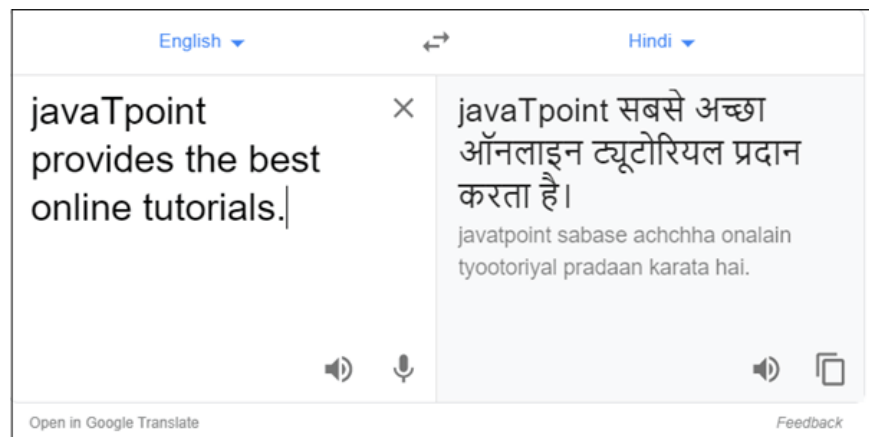 English
Hindi
javaTpoint
provides the best
online tutorials.
javaTpoint सबसे अच्छा
ऑनलाइन ट्यूटोरियल प्रदान
करता है।
javatpoint sabase achchha onalain
tyootoriyal pradaan karata hai.
Open in Google Translate
Feedback